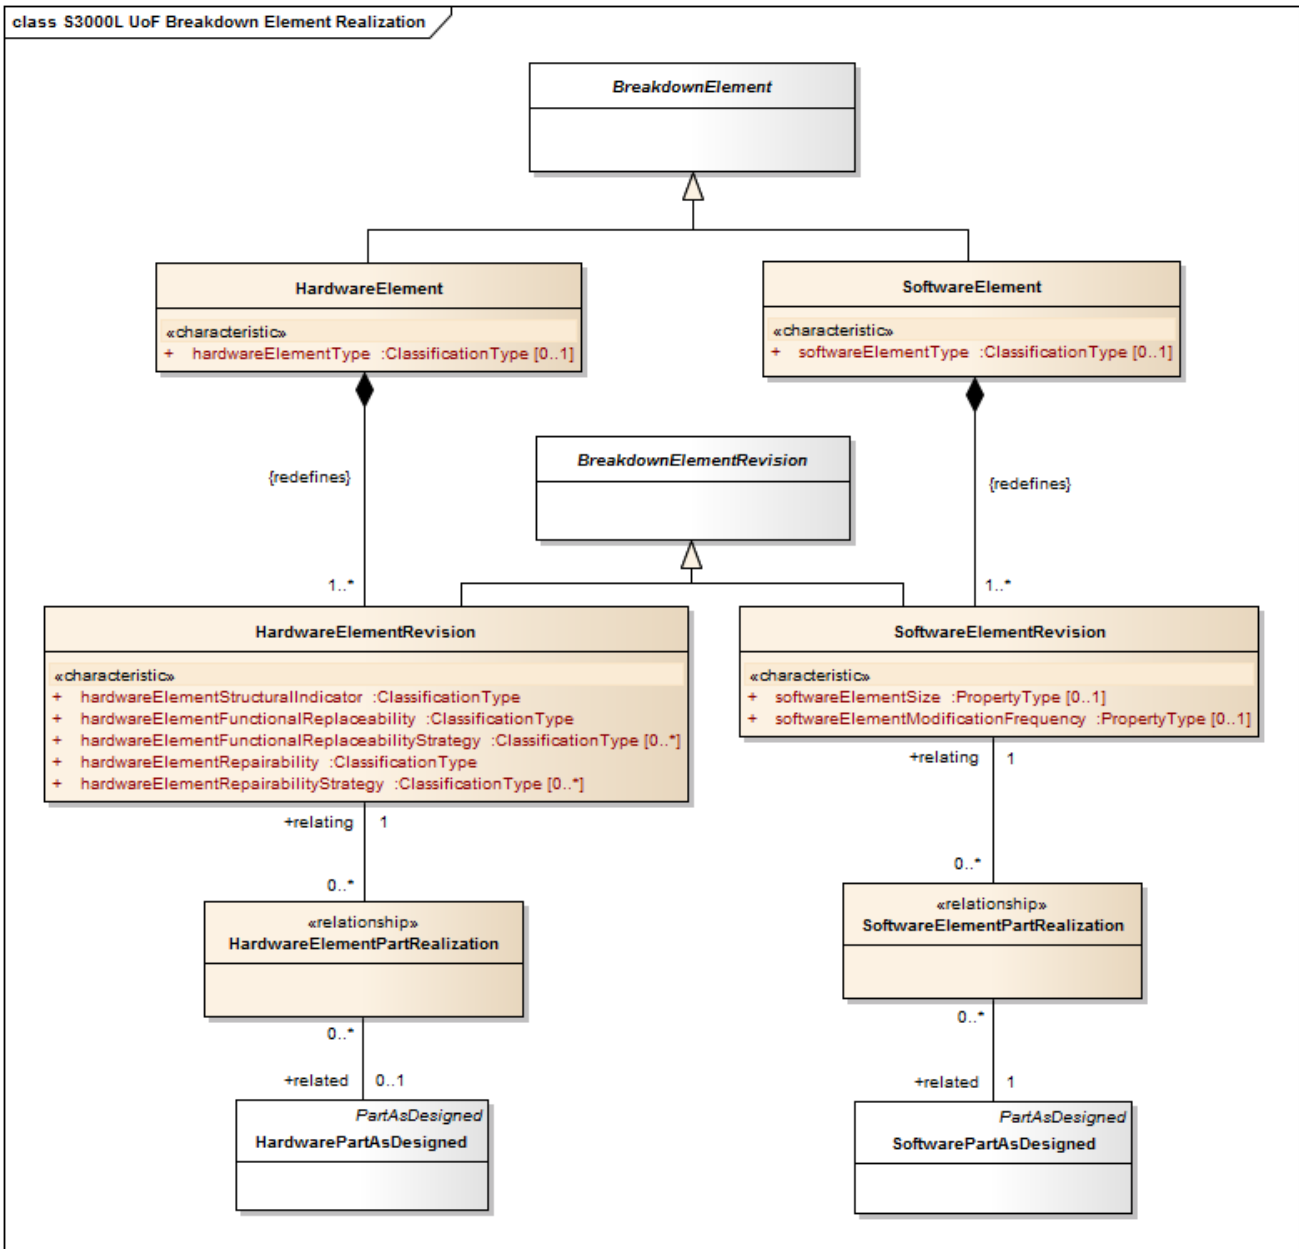 class S3000L UoF Breakdown Element Realization
BreakdownElement
HardwareElement
«characteristic»
+ hardwareElementType :ClassificationType [0..1]
SoftwareElement
«characteristic»
+ softwareElementType :ClassificationType [0..1]
{redefines}
1..*
BreakdownElementRevision
{redefines}
1..*
HardwareElementRevision
«characteristic»
+ hardwareElementStructuralIndicator :ClassificationType
+ hardwareElementFunctionalReplaceability :ClassificationType
+ hardwareElementFunctionalReplaceabilityStrategy :ClassificationType [0..*]
+ hardwareElementRepairability :ClassificationType
+ hardwareElementRepairabilityStrategy :ClassificationType [0..*]
SoftwareElementRevision
«characteristic»
+ softwareElementSize :PropertyType [0..1]
+ softwareElementModificationFrequency :PropertyType [0..1]
+relating 1
0..*
«relationship»
HardwareElementPartRealization
0..*
+related 0..1
PartAsDesigned
HardwarePartAsDesigned
+relating 1
0..*
«relationship»
SoftwareElementPartRealization
0..*
+related 1
PartAsDesigned
SoftwarePartAsDesigned